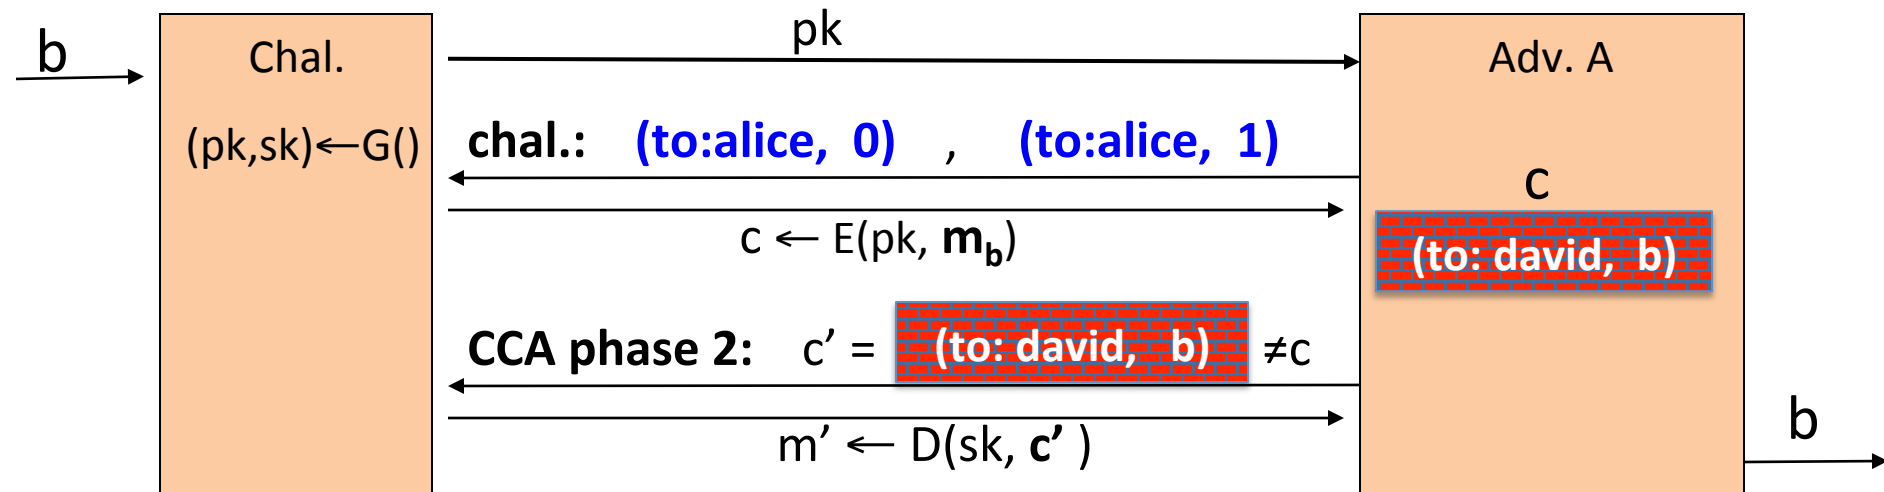 b
Chal.
(pk,sk)←G()
pk
chal.: (to:alice, 0) , (to:alice, 1)
c ← E(pk, mb)
CCA phase 2: c’ = (to: david, b) ≠c
m’ ← D(sk, c’ )
Adv. A
c
(to: david, b)
b